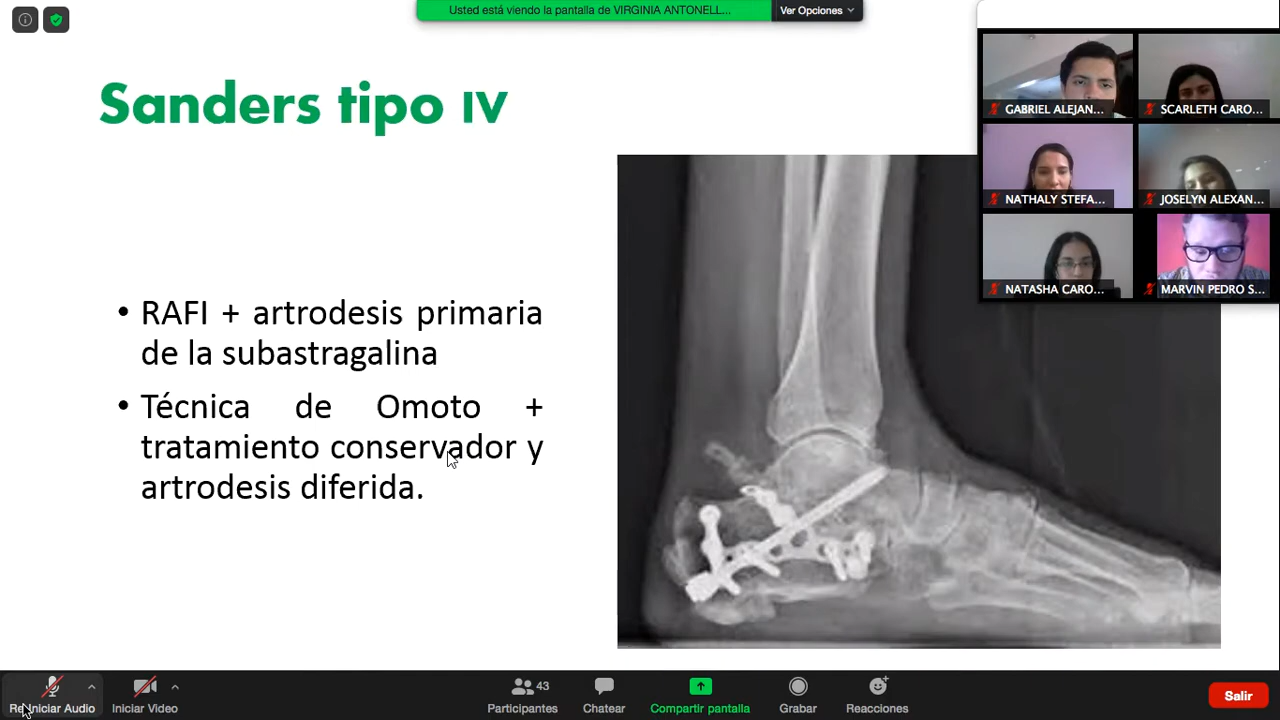 Usted está viendo la pantalla de VIRGINIA ANTONELL...
Ver Opciones
Sanders tipo IV
• RAFI + artrodesis primaria
de la subastragalina
• Técnica de Omoto +
tratamiento conservador y
artrodesis diferida.
GABRIEL ALEJAN...
SCARLETH CARO...
NATHALY STEFA...
JOSELYN ALEXAN...
NATASHA CARO...
MARVIN PEDRO S...
Iniciar Audio
Iniciar Video
43
Participantes
Chatear
Compartir pantalla
Grabar
Reacciones
Salir